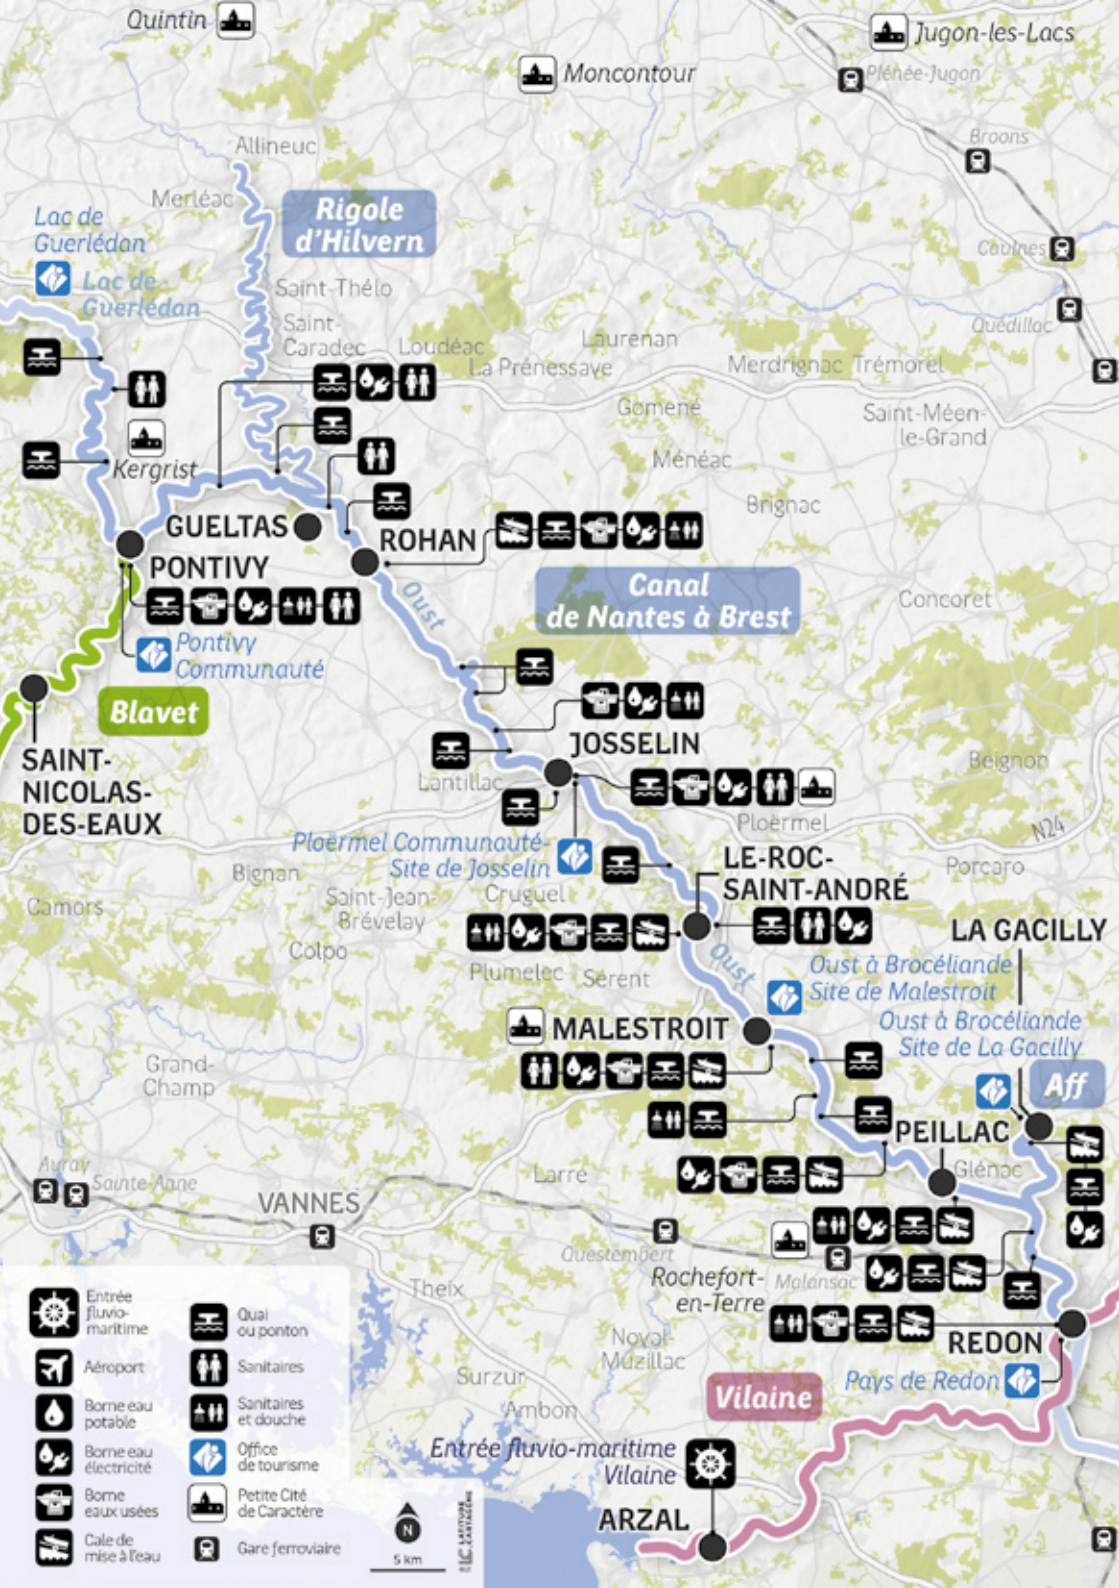 Quintin
Jugon-les-Lacs
Moncontour
Plénée-Jugon
Broons
Allineuc
Merléac
Rigole
d'Hilvern
Lac de
Guerlédan
Lac de
Guerlédan
Caulnes
Saint-Thélo
Saint-
Caradec
Loudéac
Laurenan
Quédillac
La Prénessaye
Merdrignac
Trémorel
Gomené
Saint-Méen-
le-Grand
Ménéac
Kergrist
Brignac
GUELTAS
ROHAN
PONTIVY
Oust
Canal
de Nantes à Brest
Concoret
Pontivy
Communauté
Blavet
SAINT-
NICOLAS-
DES-EAUX
JOSSELIN
Beignon
Lantillac
Ploërmel
N24
Ploërmel Communauté-
Site de Josselin
LE-ROC-
SAINT-ANDRÉ
Porcaro
Bignan
Cruguel
Saint-Jean-
Brévelay
Camors
LA GACILLY
Colpo
Plumelec
Sérent
Oust
Oust à Brocéliande
Site de Malestroit
MALESTROIT
Oust à Brocéliande
Site de La Gacilly
Grand-
Champ
Aff
PEILLAC
Glénac
Larré
Auray
Sainte-Anne
VANNES
Questembert
Rochefort-
en-Terre
Malansac
Theix
Noyal-
Muzillac
REDON
Surzur
Pays de Redon
Vilaine
Ambon
Entrée fluvio-maritime
Vilaine
ARZAL
Entrée
fluvio-
maritime
Aéroport
Borne eau
potable
Borne eau
électricité
Borne
eaux usées
Cale de
mise à l'eau
Quai
ou ponton
Sanitaires
Sanitaires
et douche
Office
de tourisme
Petite Cité
de Caractère
Gare ferroviaire
N
5 km
LATITUDE
CARTAGÈNE